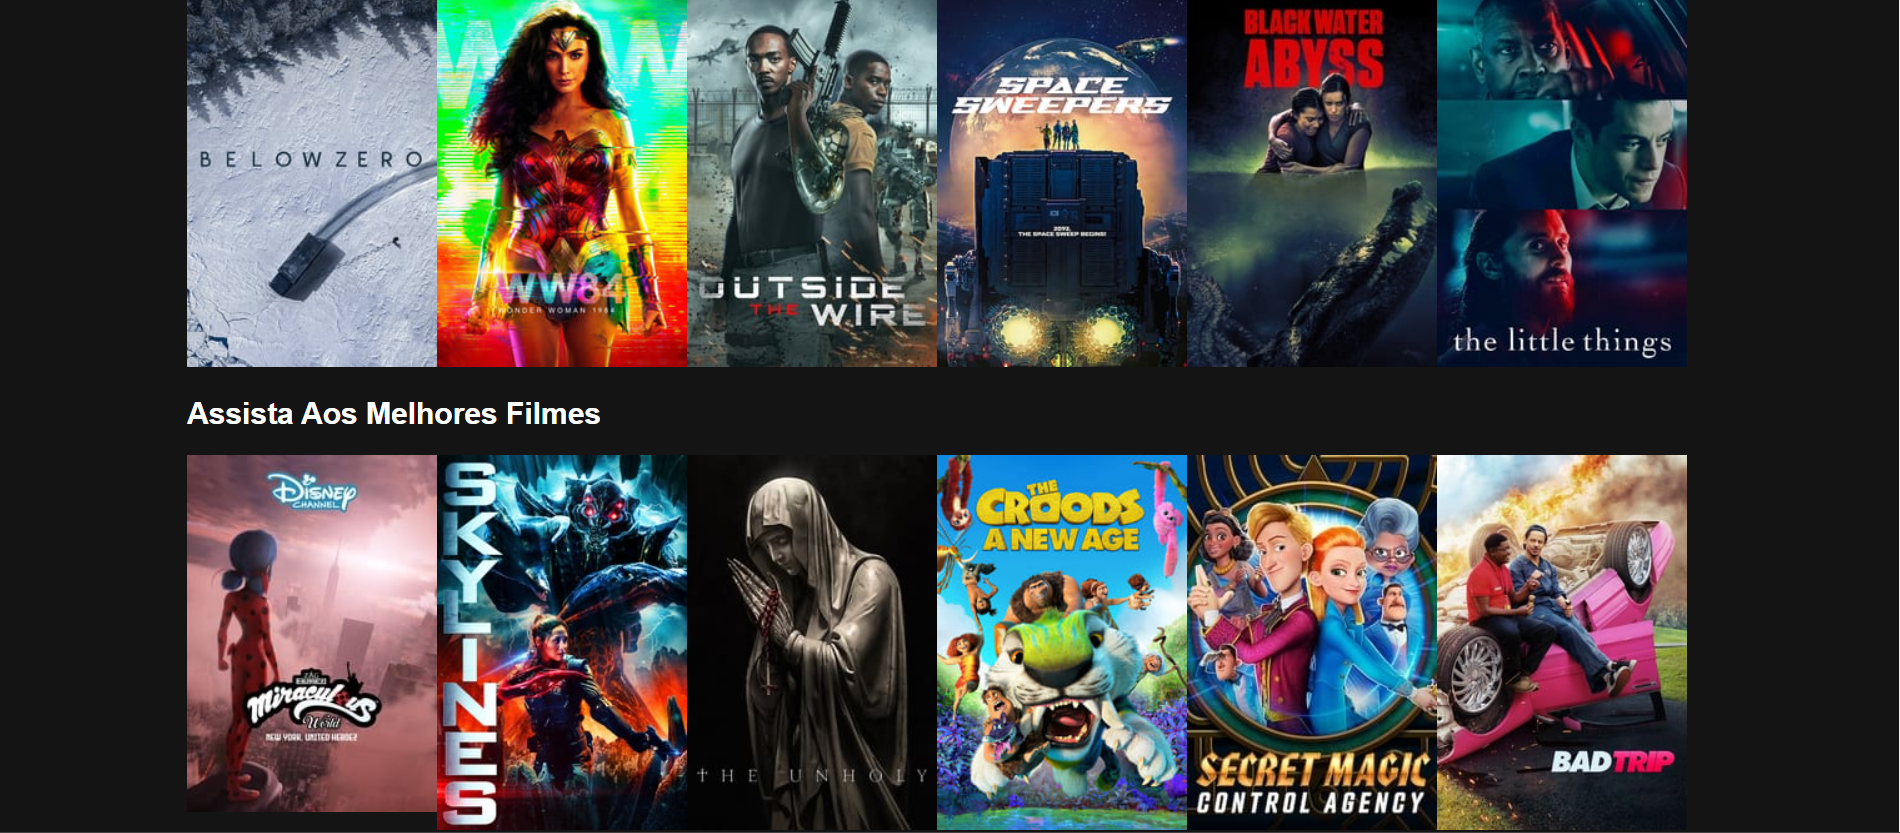 BELOWZERO
WW84
WONDER WOMAN 1984
OUTSIDE
THE WIRE
SPACE
SWEEPERS
2092,
THE SPACE SWEEP BEGINS!
BLACK WATER
ABYSS
the little things
Assista Aos Melhores Filmes
Disney
CHANNEL
Miraculous
World
NEW YORK, UNITED HEROEZ
SKYLINES
THE UNHOLY
THE
CROODS
A NEW AGE
SECRET MAGIC
CONTROL AGENCY
BAD TRIP